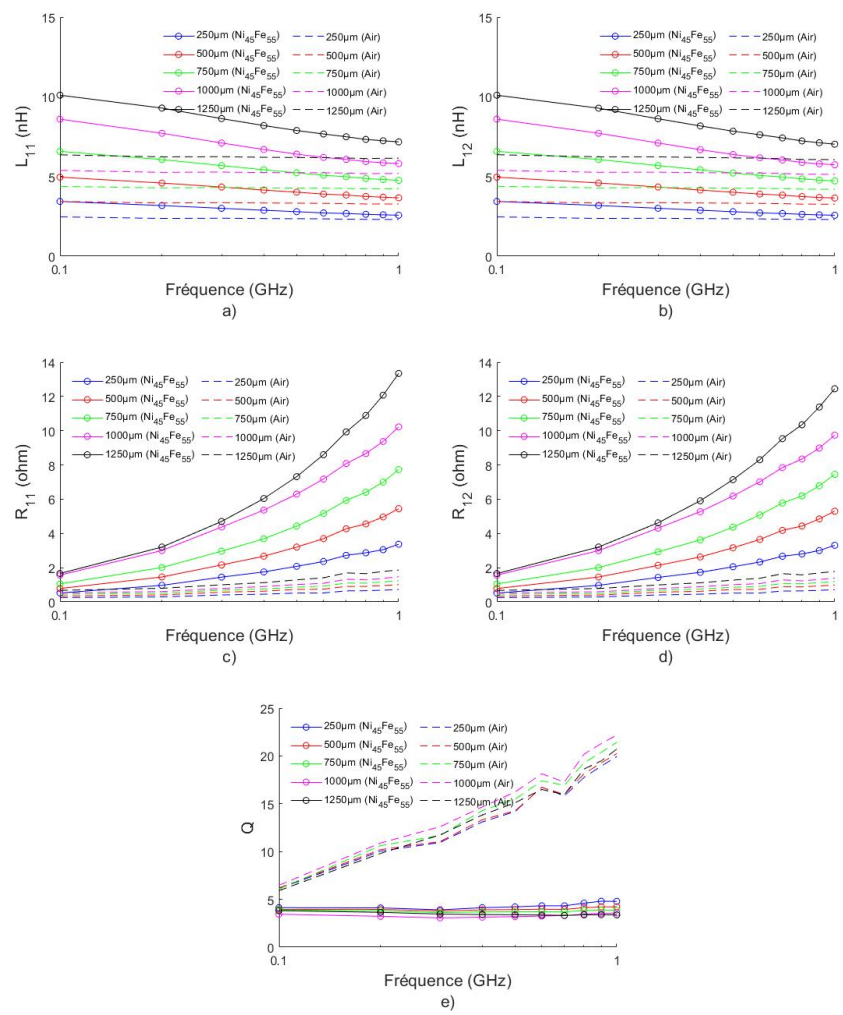 15
10
5
0
L11 (nH)
250µm (Ni45Fe55)
500µm (Ni45Fe55)
750µm (Ni45Fe55)
1000µm (Ni45Fe55)
1250µm (Ni45Fe55)
250µm (Air)
500µm (Air)
750µm (Air)
1000µm (Air)
1250µm (Air)
0.1
1
Fréquence (GHz)
a)
15
10
5
0
L12 (nH)
250µm (Ni45Fe55)
500µm (Ni45Fe55)
750µm (Ni45Fe55)
1000µm (Ni45Fe55)
1250µm (Ni45Fe55)
250µm (Air)
500µm (Air)
750µm (Air)
1000µm (Air)
1250µm (Air)
0.1
1
Fréquence (GHz)
b)
14
12
10
8
6
4
2
0
R11 (ohm)
250µm (Ni45Fe55)
500µm (Ni45Fe55)
750µm (Ni45Fe55)
1000µm (Ni45Fe55)
1250µm (Ni45Fe55)
250µm (Air)
500µm (Air)
750µm (Air)
1000µm (Air)
1250µm (Air)
0.1
1
Fréquence (GHz)
c)
14
12
10
8
6
4
2
0
R12 (ohm)
250µm (Ni45Fe55)
500µm (Ni45Fe55)
750µm (Ni45Fe55)
1000µm (Ni45Fe55)
1250µm (Ni45Fe55)
250µm (Air)
500µm (Air)
750µm (Air)
1000µm (Air)
1250µm (Air)
0.1
1
Fréquence (GHz)
d)
25
20
15
10
5
0
Q
250µm (Ni45Fe55)
500µm (Ni45Fe55)
750µm (Ni45Fe55)
1000µm (Ni45Fe55)
1250µm (Ni45Fe55)
250µm (Air)
500µm (Air)
750µm (Air)
1000µm (Air)
1250µm (Air)
0.1
1
Fréquence (GHz)
e)